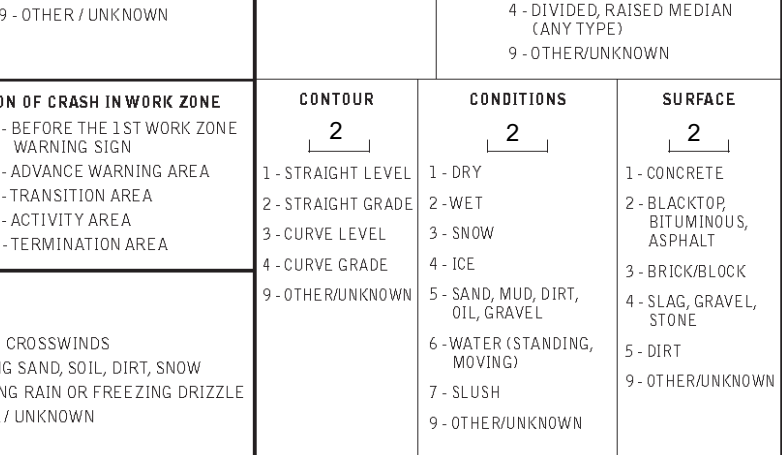 9 - OTHER / UNKNOWN
4 - DIVIDED, RAISED MEDIAN
(ANY TYPE)
9 - OTHER/UNKNOWN
ON OF CRASH IN WORK ZONE
- BEFORE THE 1ST WORK ZONE
WARNING SIGN
- ADVANCE WARNING AREA
- TRANSITION AREA
- ACTIVITY AREA
- TERMINATION AREA
CROSSWINDS
NG SAND, SOIL, DIRT, SNOW
NG RAIN OR FREEZING DRIZZLE
/ UNKNOWN
CONTOUR
2
1 - STRAIGHT LEVEL
2 - STRAIGHT GRADE
3 - CURVE LEVEL
4 - CURVE GRADE
9 - OTHER/UNKNOWN
CONDITIONS
2
1 - DRY
2 - WET
3 - SNOW
4 - ICE
5 - SAND, MUD, DIRT,
OIL, GRAVEL
6 - WATER (STANDING,
MOVING)
7 - SLUSH
9 - OTHER/UNKNOWN
SURFACE
2
1 - CONCRETE
2 - BLACKTOP,
BITUMINOUS,
ASPHALT
3 - BRICK/BLOCK
4 - SLAG, GRAVEL,
STONE
5 - DIRT
9 - OTHER/UNKNOWN